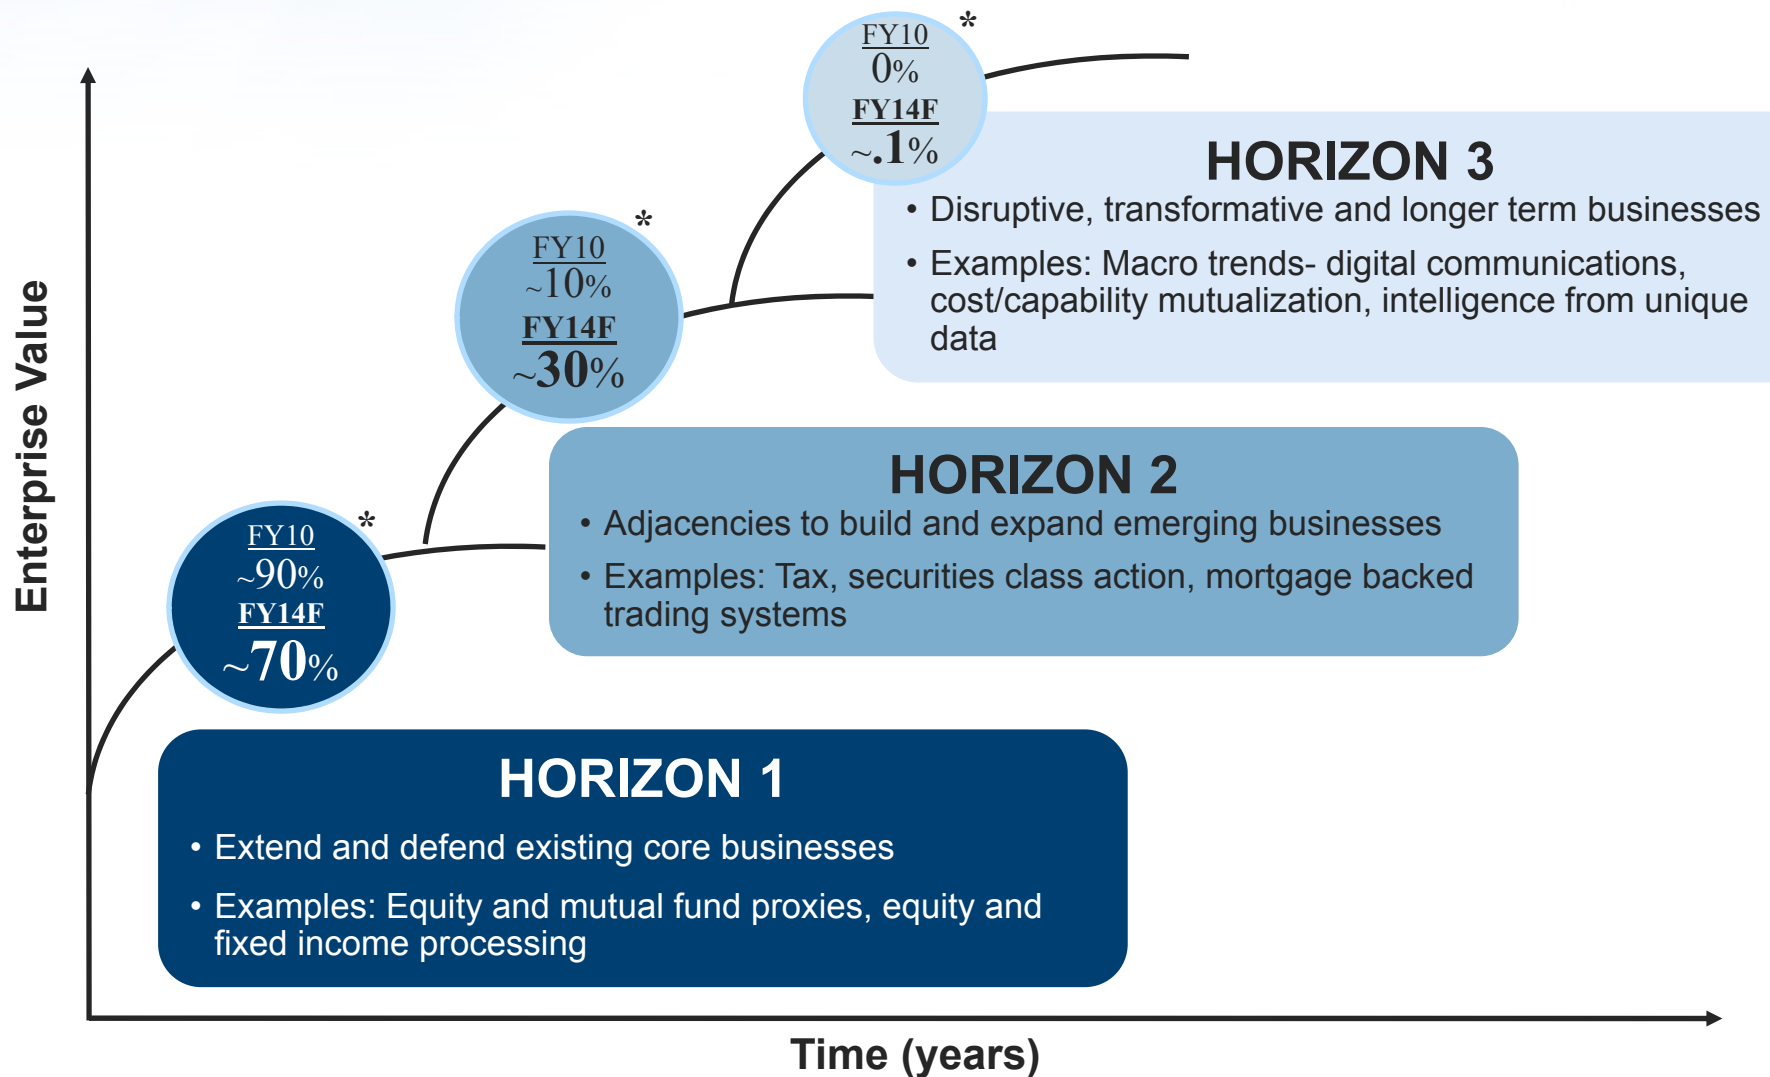 FY10
0%
FY14F
~.1%
*
HORIZON 3
• Disruptive, transformative and longer term businesses
• Examples: Macro trends- digital communications,
cost/capability mutualization, intelligence from unique
data
FY10
~10%
FY14F
~30%
*
HORIZON 2
• Adjacencies to build and expand emerging businesses
• Examples: Tax, securities class action, mortgage backed
trading systems
FY10
~90%
FY14F
~70%
*
HORIZON 1
• Extend and defend existing core businesses
• Examples: Equity and mutual fund proxies, equity and
fixed income processing
Enterprise Value
Time (years)